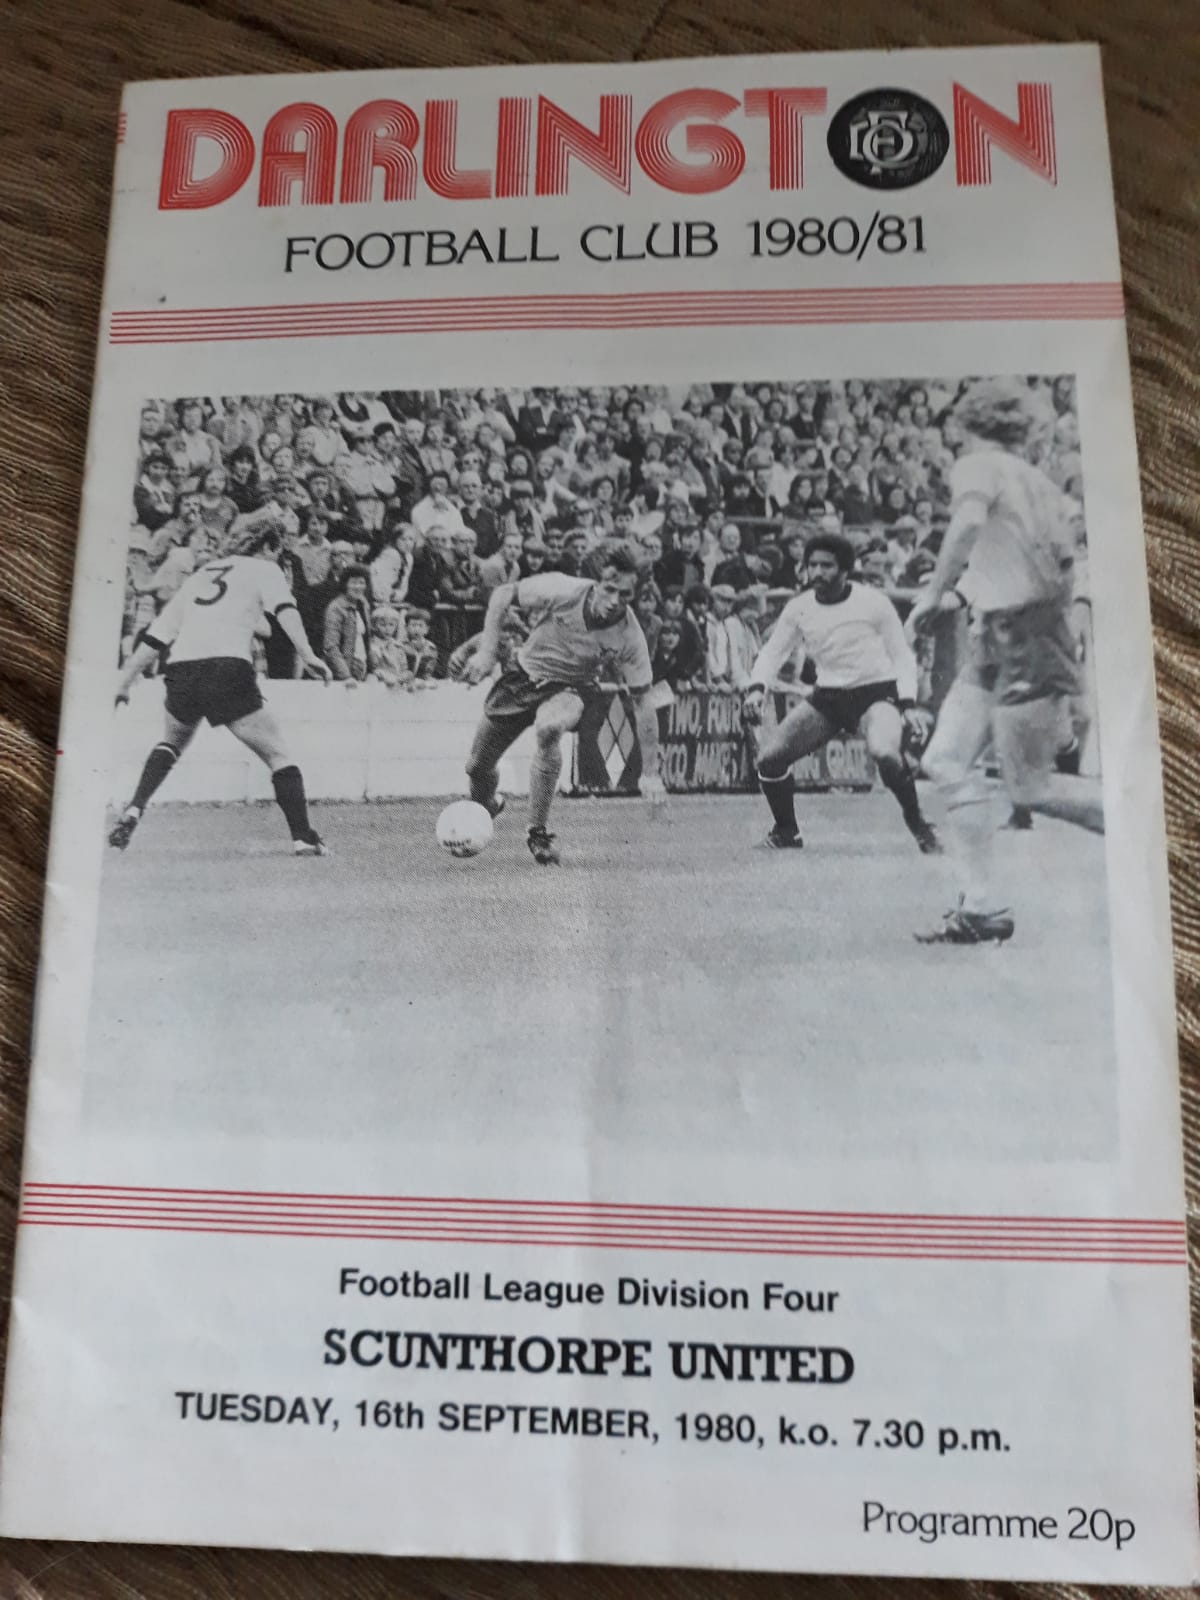 DARLINGTON
FOOTBALL CLUB 1980/81
3
TWO, FOUR,
Football League Division Four
SCUNTHORPE UNITED
TUESDAY, 16th SEPTEMBER, 1980, k.o. 7.30 p.m.
Programme 20p